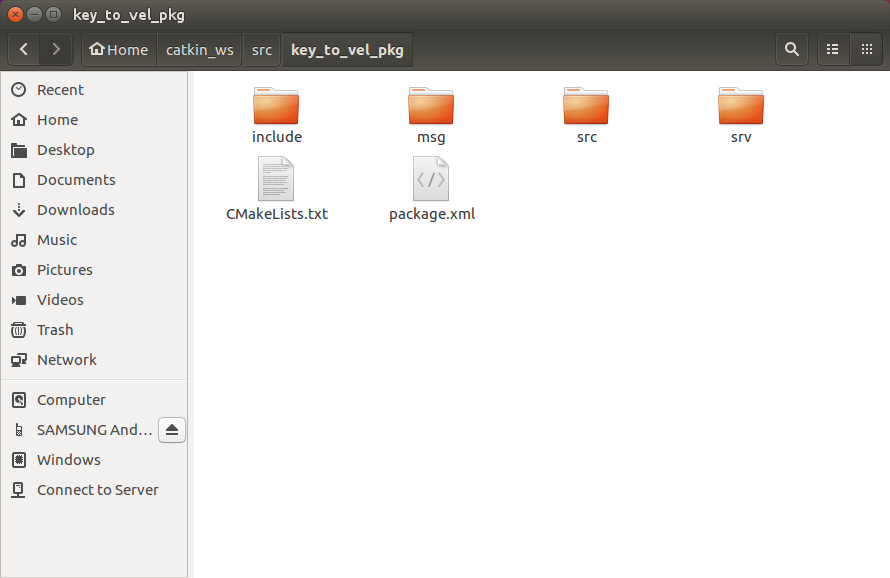 key_to_vel_pkg
Home catkin_ws src key_to_vel_pkg
Recent
Home
Desktop
Documents
Downloads
Music
Pictures
Videos
Trash
Network
Computer
SAMSUNG And...
Windows
Connect to Server
include msg src srv
CMakeLists.txt package.xml